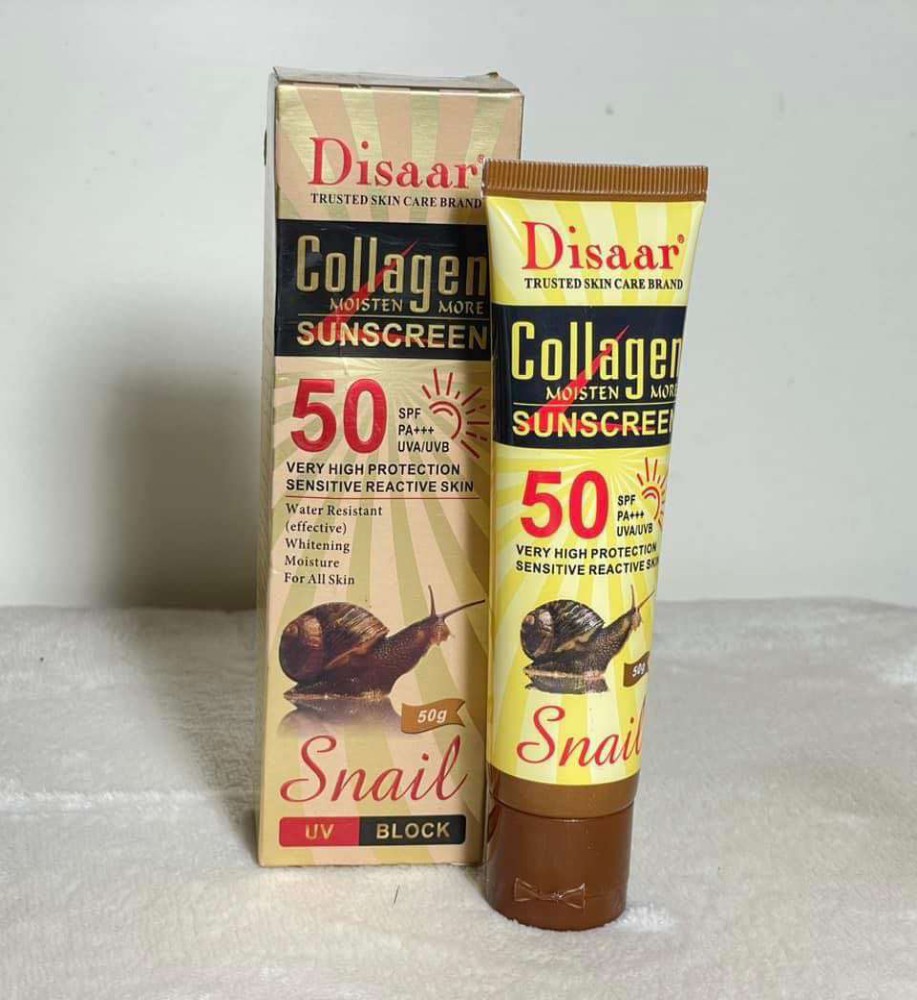 Disaar®
TRUSTED SKIN CARE BRAND
Collagen
MOISTEN MORE
SUNSCREEN
50
SPF
PA+++
UVA/UVB
VERY HIGH PROTECTION
SENSITIVE REACTIVE SKIN
Water Resistant
(effective)
Whitening
Moisture
For All Skin
50g
Snail
UV BLOCK
Disaar®
TRUSTED SKIN CARE BRAND
Collagen
MOISTEN MORE
SUNSCREEN
50
SPF
PA+++
UVA/UVB
VERY HIGH PROTECTION
SENSITIVE REACTIVE SKIN
50g
Snail